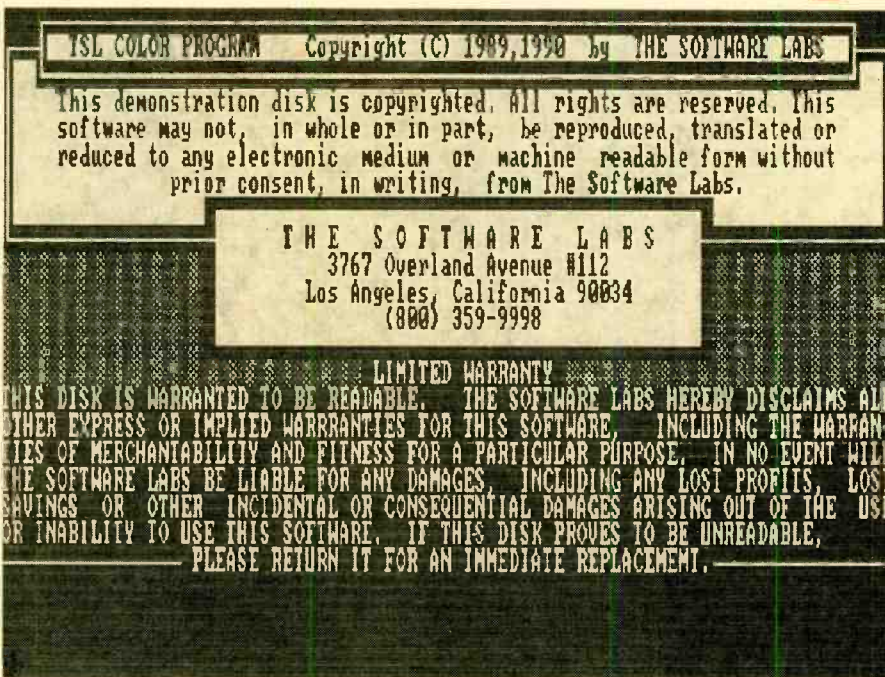 TSL COLOR PROGRAM Copyright (C) 1989,1990 by THE SOFTWARE LABS
This demonstration disk is copyrighted. All rights are reserved. This
software may not, in whole or in part, be reproduced, translated or
reduced to any electronic medium or machine readable form without
prior consent, in writing, from The Software Labs.
THE SOFTWARE LABS
3767 Overland Avenue #112
Los Angeles, California 90034
(800) 359-9998
LIMITED WARRANTY
THIS DISK IS WARRANTED TO BE READABLE. THE SOFTWARE LABS HEREBY DISCLAIMS AL
OTHER EXPRESS OR IMPLIED WARRRANTIES FOR THIS SOFTWARE, INCLUDING THE WARRAN
TIES OF MERCHANTABILITY AND FITNESS FOR A PARTICULAR PURPOSE. IN NO EVENT WILL
THE SOFTWARE LABS BE LIABLE FOR ANY DAMAGES, INCLUDING ANY LOST PROFITS, LOS
SAVINGS OR OTHER INCIDENTAL OR CONSEQUENTIAL DAMAGES ARISING OUT OF THE USE
OR INABILITY TO USE THIS SOFTWARE. IF THIS DISK PROVES TO BE UNREADABLE,
PLEASE RETURN IT FOR AN IMMEDIATE REPLACEMENT.